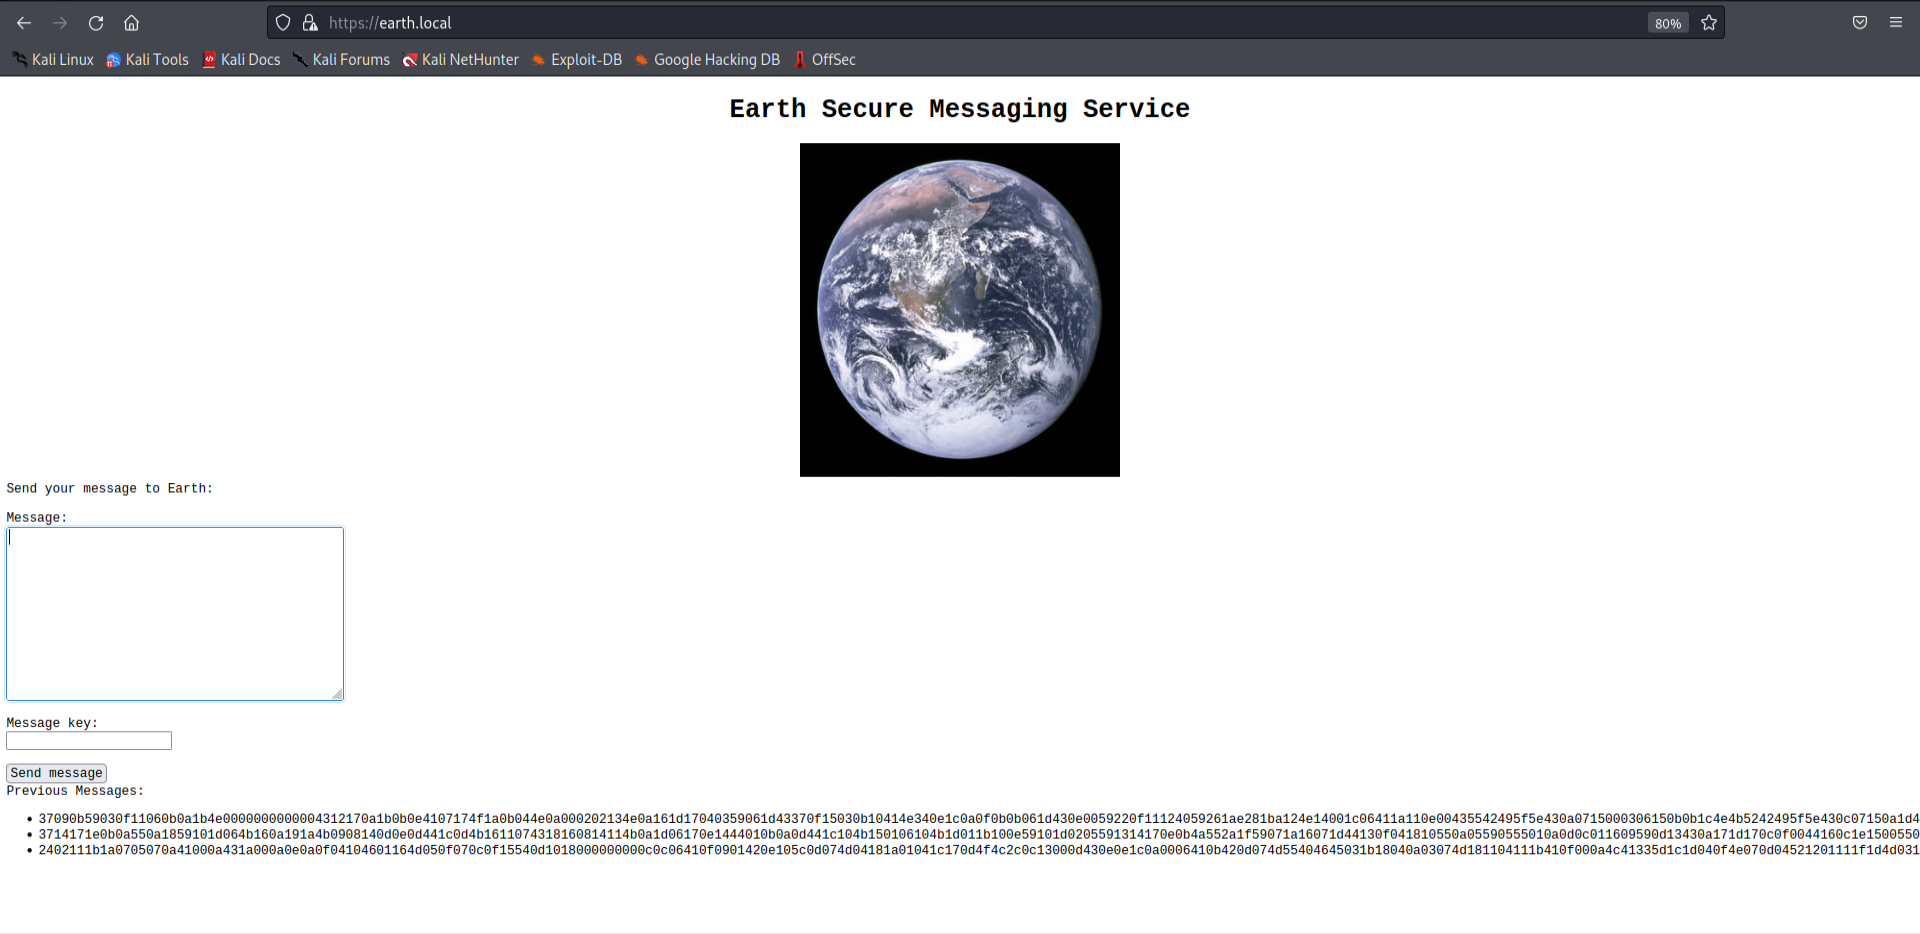 https://earth.local
80%
Kali Linux Kali Tools Kali Docs Kali Forums Kali NetHunter Exploit-DB Google Hacking DB OffSec
Earth Secure Messaging Service
Send your message to Earth:
Message:
Message key:
Send message
Previous Messages:
37090b59030f11060b0a1b4e0000000000004312170a1b0b0e4107174f1a0b044e0a000202134e0a161d17040359061d43370f15030b10414e340e1c0a0f0b0b061d430e0059220f11124059261ae281ba124e14001c06411a110e00435542495f5e430a0715000306150b0b1c4e4b5242495f5e430c07150a1d4
3714171e0b0a550a1859101d064b160a191a4b0908140d0e0d441c0d4b1611074318160814114b0a1d06170e1444010b0a0d441c104b150106104b1d011b100e59101d0205591314170e0b4a552a1f59071a16071d44130f041810550a05590555010a0d0c011609590d13430a171d170c0f0044160c1e1500550
2402111b1a0705070a41000a431a000a0e0a0f04104601164d050f070c0f15540d1018000000000c0c06410f0901420e105c0d074d04181a01041c170d4f4c2c0c13000d430e0e1c0a0006410b420d074d55404645031b18040a03074d181104111b410f000a4c41335d1c1d040f4e070d04521201111f1d4d031